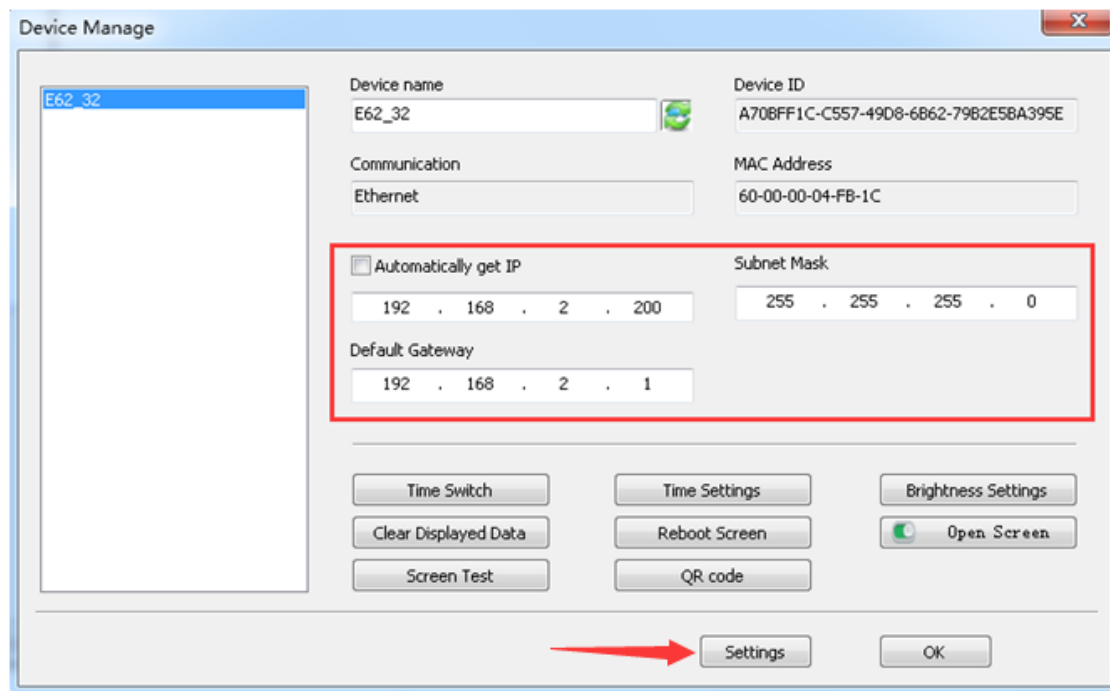 Device Manage
E62_32
Device name
Device ID
E62_32
A70BFF1C-C557-49D8-6B62-79B2E5BA395E
Communication
MAC Address
Ethernet
60-00-00-04-FB-1C
Automatically get IP
Subnet Mask
192 . 168 . 2 . 200
255 . 255 . 255 . 0
Default Gateway
192 . 168 . 2 . 1
Time Switch
Time Settings
Brightness Settings
Clear Displayed Data
Reboot Screen
Open Screen
Screen Test
QR code
Settings
OK